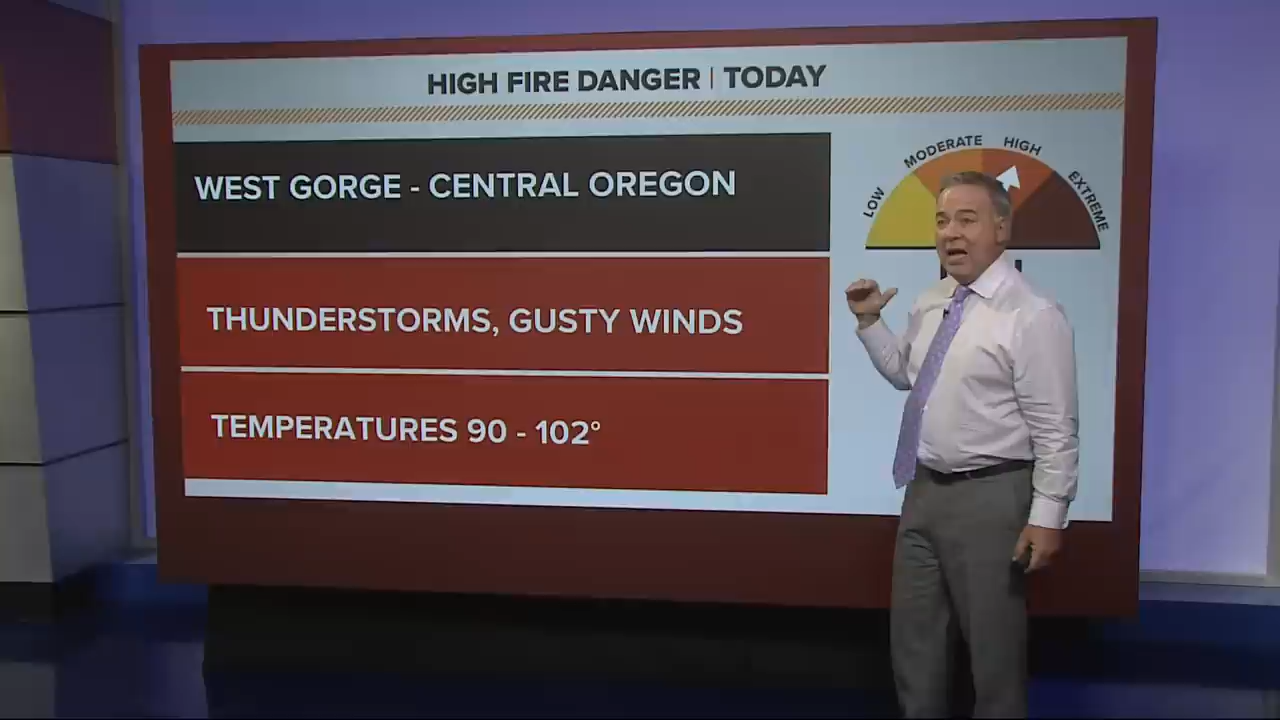 HIGH FIRE DANGER | TODAY
WEST GORGE - CENTRAL OREGON
THUNDERSTORMS, GUSTY WINDS
TEMPERATURES 90 - 102°
LOW
MODERATE
HIGH
EXTREME